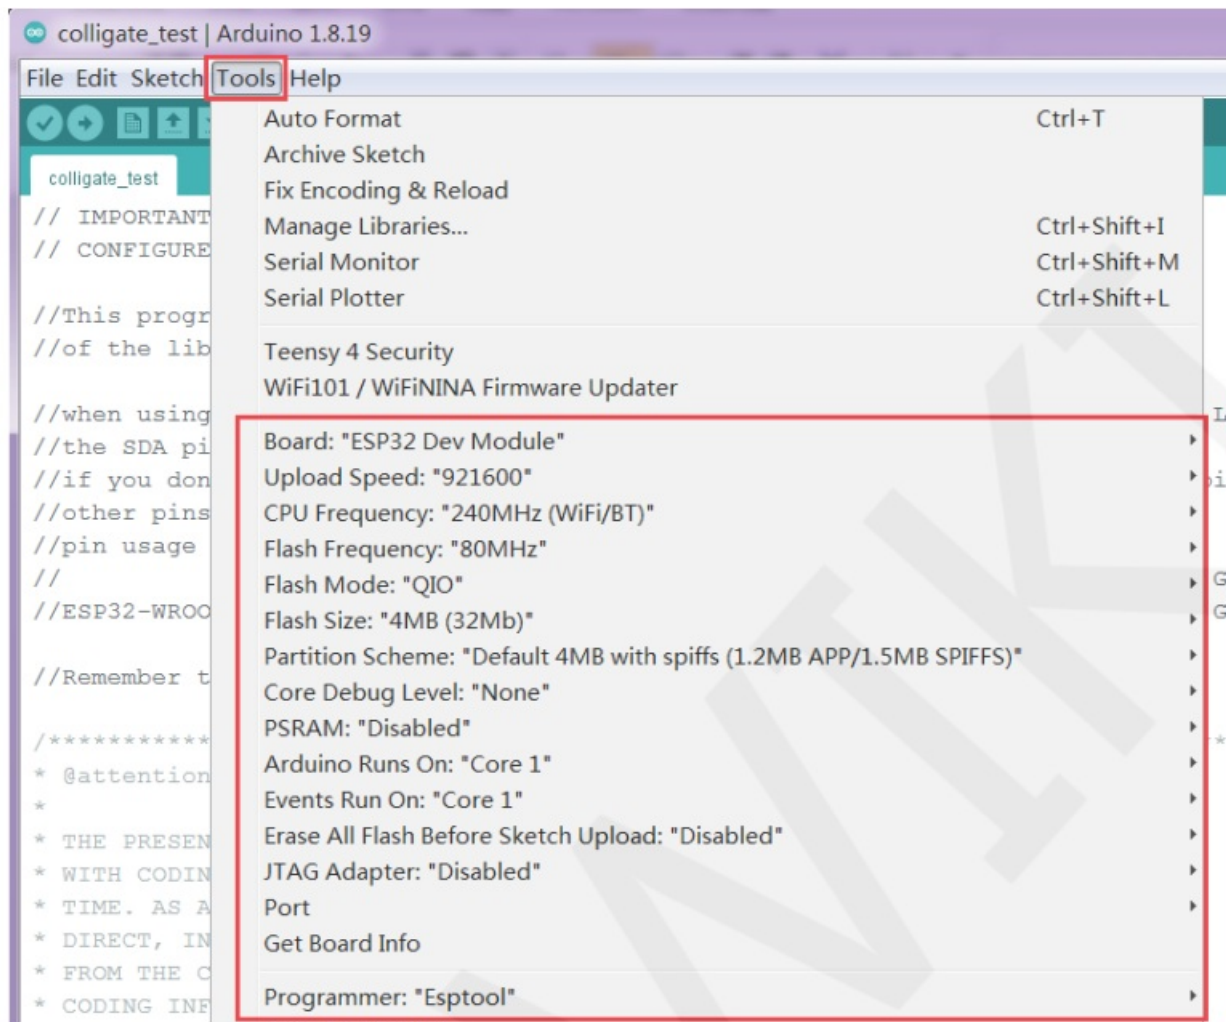 colligate_test | Arduino 1.8.19
File Edit Sketch Tools Help
Auto Format Ctrl+T
Archive Sketch
colligate_test
Fix Encoding & Reload
// IMPORTANT
Manage Libraries... Ctrl+Shift+I
// CONFIGURE
Serial Monitor Ctrl+Shift+M
Serial Plotter Ctrl+Shift+L
//This progr
//of the lib
Teensy 4 Security
WiFi101 / WiFiNINA Firmware Updater
//when using
Board: "ESP32 Dev Module"
//the SDA pi
Upload Speed: "921600"
//if you don
CPU Frequency: "240MHz (WiFi/BT)"
//other pins
Flash Frequency: "80MHz"
//pin usage
Flash Mode: "QIO"
//
Flash Size: "4MB (32Mb)"
//ESP32-WROO
Partition Scheme: "Default 4MB with spiffs (1.2MB APP/1.5MB SPIFFS)"
//Remember t
Core Debug Level: "None"
PSRAM: "Disabled"
/***********
Arduino Runs On: "Core 1"
* @attention
Events Run On: "Core 1"
*
Erase All Flash Before Sketch Upload: "Disabled"
* THE PRESEN
JTAG Adapter: "Disabled"
* WITH CODIN
Port
* TIME. AS A
Get Board Info
* DIRECT, IN
* FROM THE C
Programmer: "Esptool"
* CODING INF
WIKI